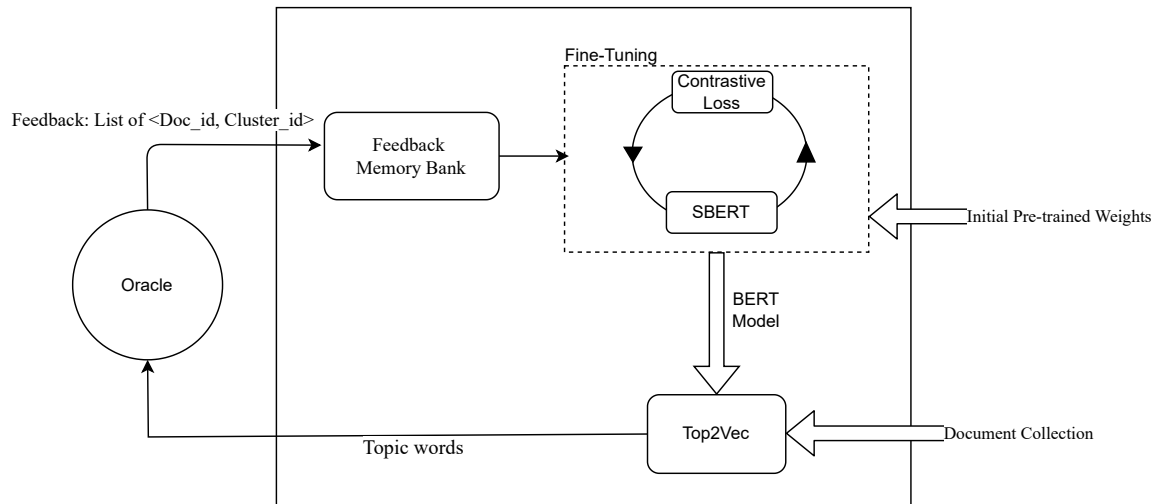 Fine-Tuning
Contrastive
Loss
Feedback: List of <Doc_id, Cluster_id>
Feedback
Memory Bank
SBERT
Initial Pre-trained Weights
Oracle
BERT
Model
Top2Vec
Document Collection
Topic words